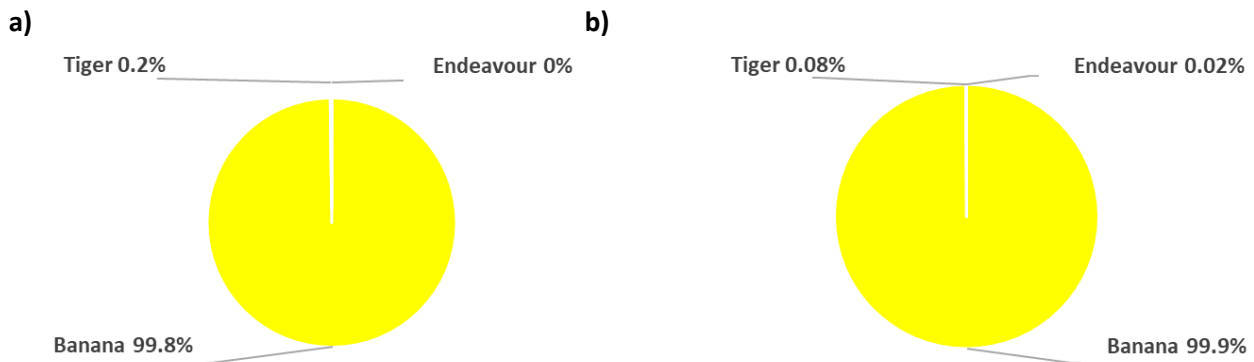 a)
Tiger 0.2%
Endeavour 0%
Banana 99.8%
b)
Tiger 0.08%
Endeavour 0.02%
Banana 99.9%